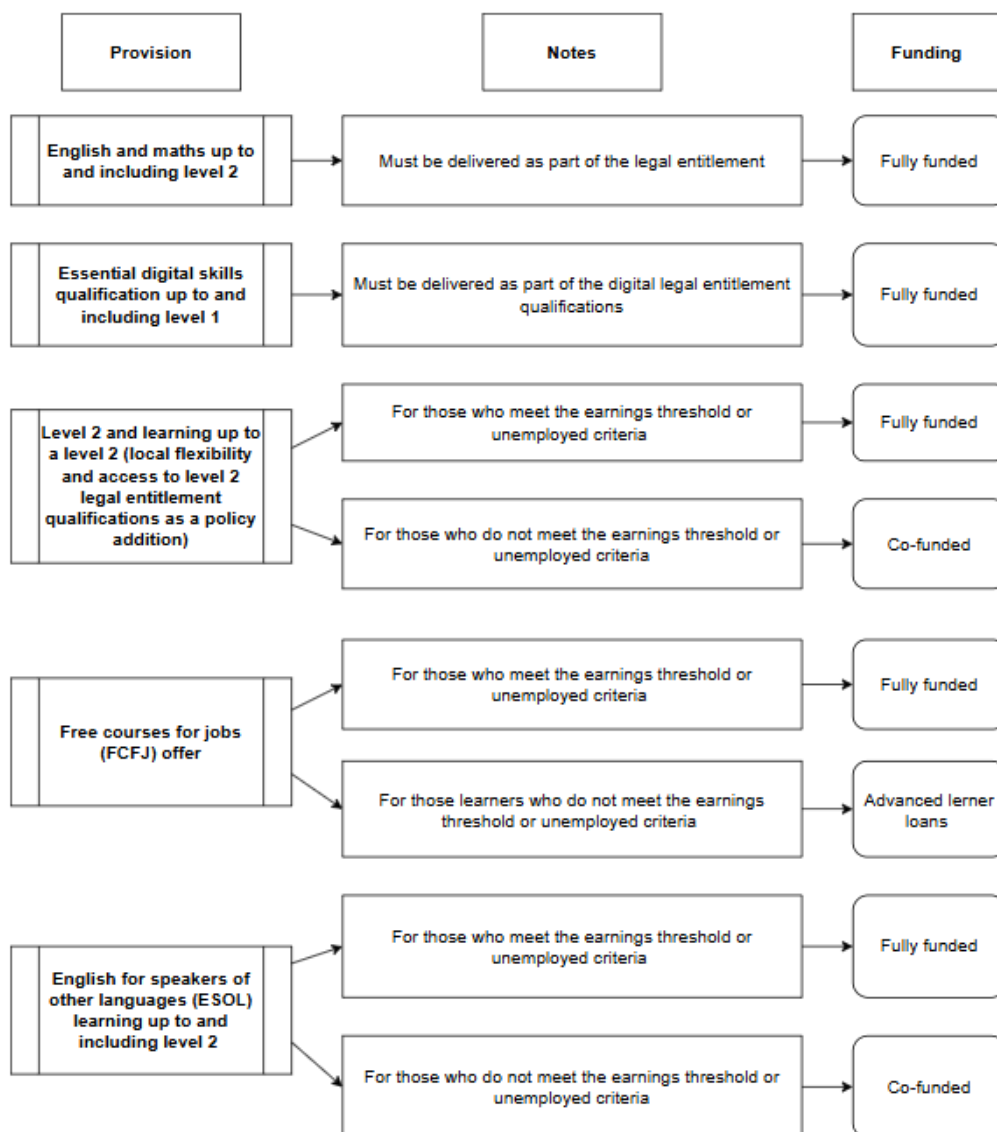 Provision
Notes
Funding
English and maths up to
and including level 2
Must be delivered as part of the legal entitlement
Fully funded
Essential digital skills
qualification up to and
including level 1
Must be delivered as part of the digital legal entitlement
qualifications
Fully funded
Level 2 and learning up to
a level 2 (local flexibility
and access to level 2
legal entitlement
qualifications as a policy
addition)
For those who meet the earnings threshold or
unemployed criteria
Fully funded
For those who do not meet the earnings threshold or
unemployed criteria
Co-funded
Free courses for jobs
(FCFJ) offer
For those who meet the earnings threshold or
unemployed criteria
Fully funded
For those learners who do not meet the earnings
threshold or unemployed criteria
Advanced lerner
loans
English for speakers of
other languages (ESOL)
learning up to and
including level 2
For those who meet the earnings threshold or
unemployed criteria
Fully funded
For those who do not meet the earnings threshold or
unemployed criteria
Co-funded